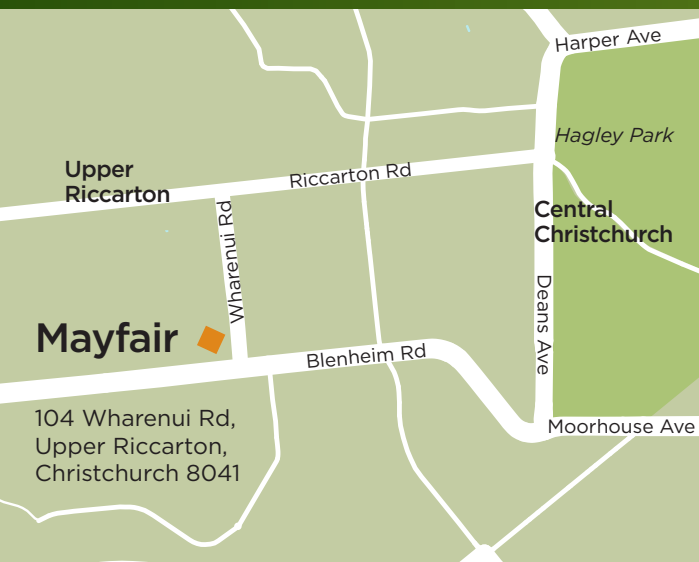 Harper Ave
Hagley Park
Upper
Riccarton
Riccarton Rd
Wharenui Rd
Central
Christchurch
Deans Ave
Mayfair
Blenheim Rd
104 Wharenui Rd,
Upper Riccarton,
Christchurch 8041
Moorhouse Ave